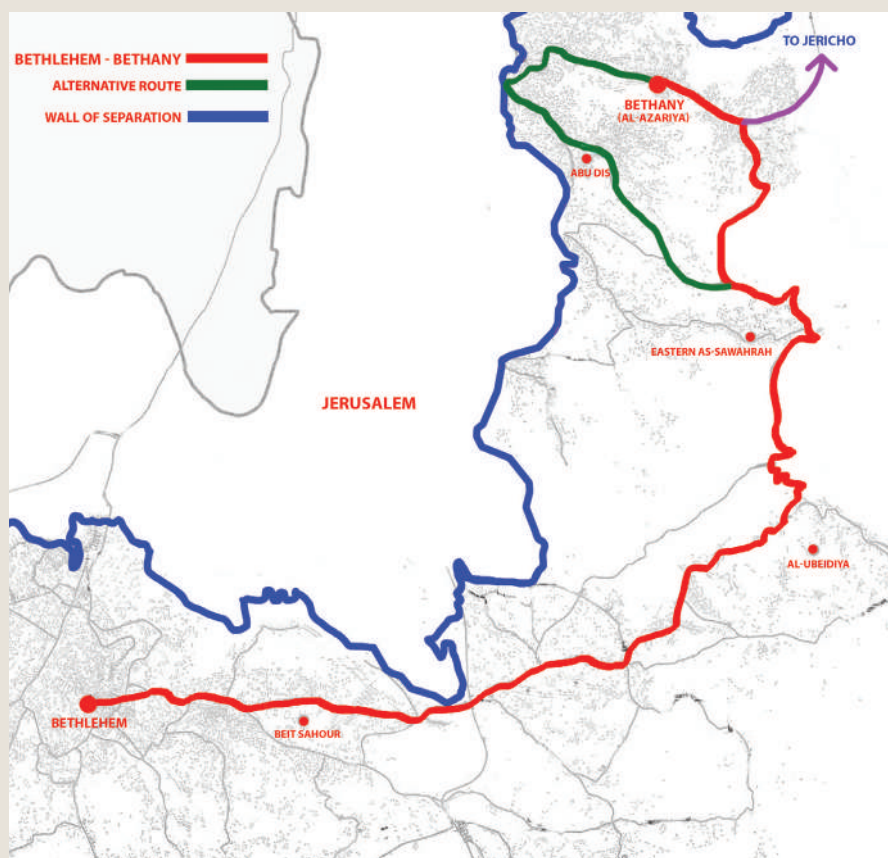 BETHLEHEM - BETHANY
ALTERNATIVE ROUTE
WALL OF SEPARATION
TO JERICHO
BETHANY
(AL-AZARIYA)
ABU DIS
EASTERN AS-SAWAHRAH
JERUSALEM
AL-UBEIDIYA
BETHLEHEM
BEIT SAHOUR